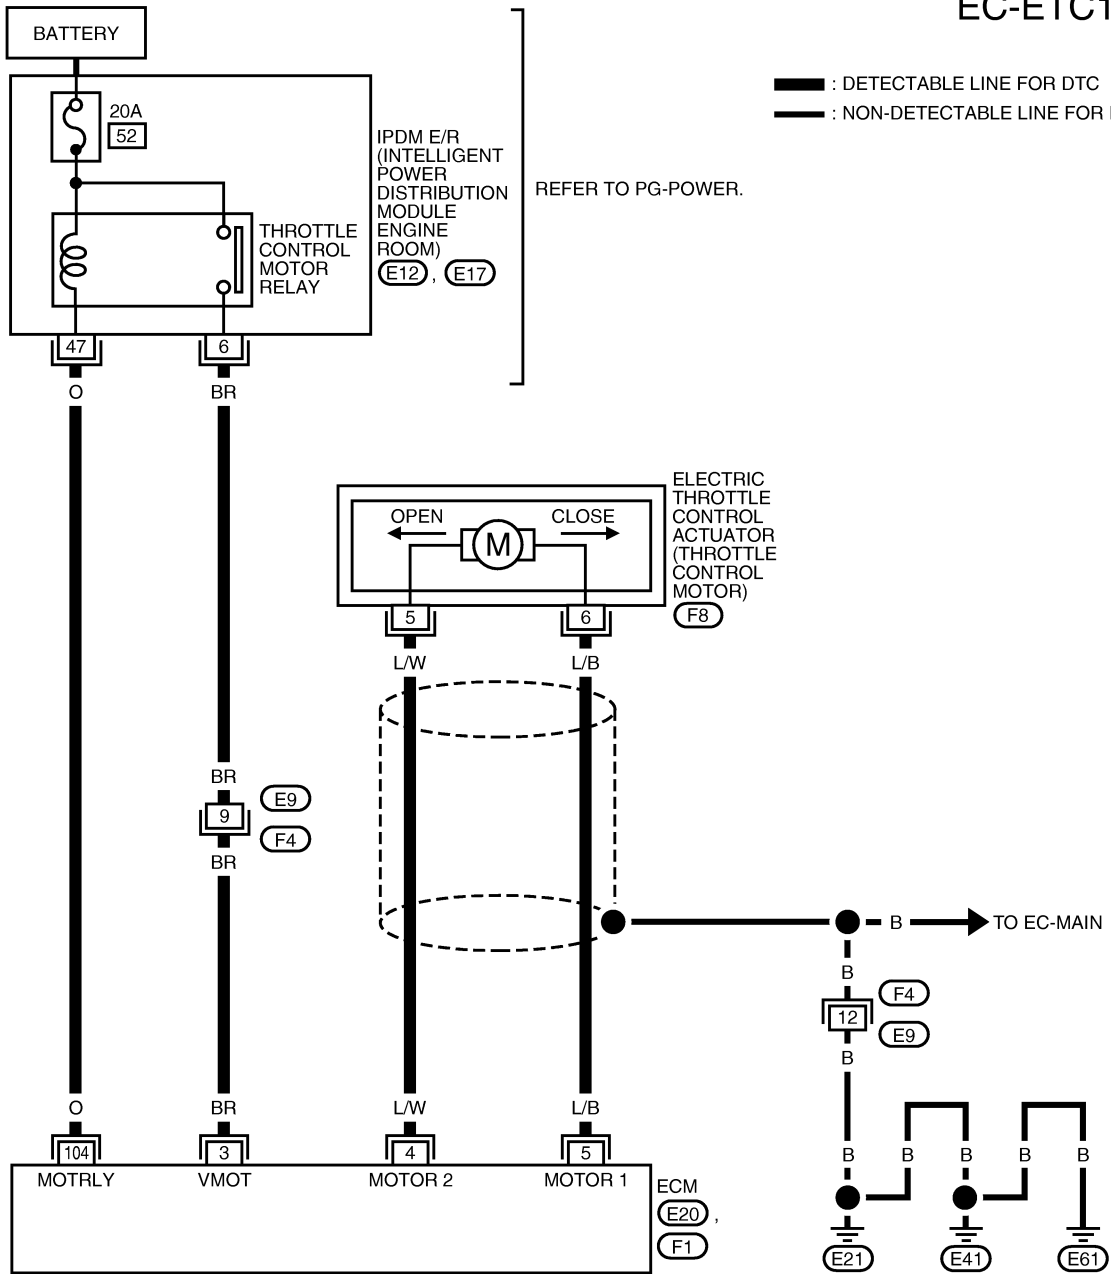 EC-ETC1
BATTERY
: DETECTABLE LINE FOR DTC
: NON-DETECTABLE LINE FOR
20A
52
IPDM E/R
(INTELLIGENT
POWER
DISTRIBUTION
MODULE
ENGINE
ROOM)
E12 , E17
REFER TO PG-POWER.
THROTTLE
CONTROL
MOTOR
RELAY
47
6
O
BR
ELECTRIC
THROTTLE
CONTROL
ACTUATOR
(THROTTLE
CONTROL
MOTOR)
F8
OPEN
CLOSE
M
5
6
L/W
L/B
BR
9
E9
F4
BR
B
TO EC-MAIN
B
12
F4
E9
B
O
BR
L/W
L/B
104
3
4
5
MOTRLY
VMOT
MOTOR 2
MOTOR 1
ECM
E20 ,
F1
B
B
B
B
B
E21
E41
E61